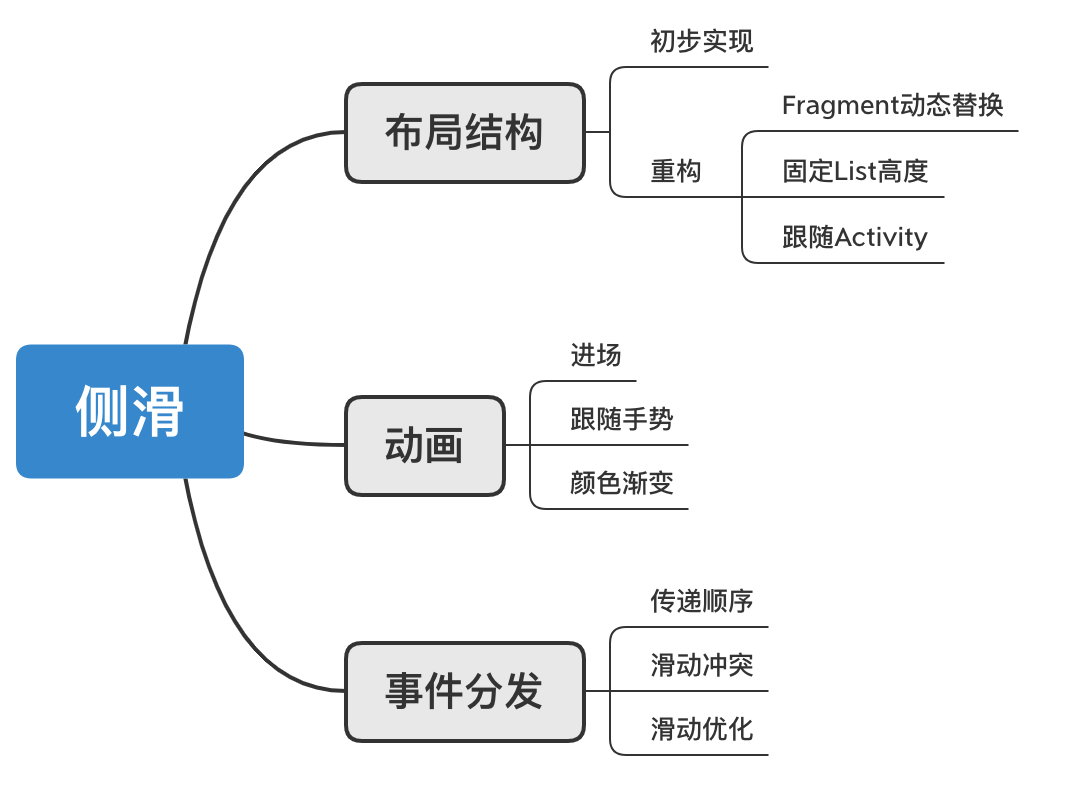 侧滑
布局结构
初步实现
重构
Fragment动态替换
固定List高度
跟随Activity
动画
进场
跟随手势
颜色渐变
事件分发
传递顺序
滑动冲突
滑动优化